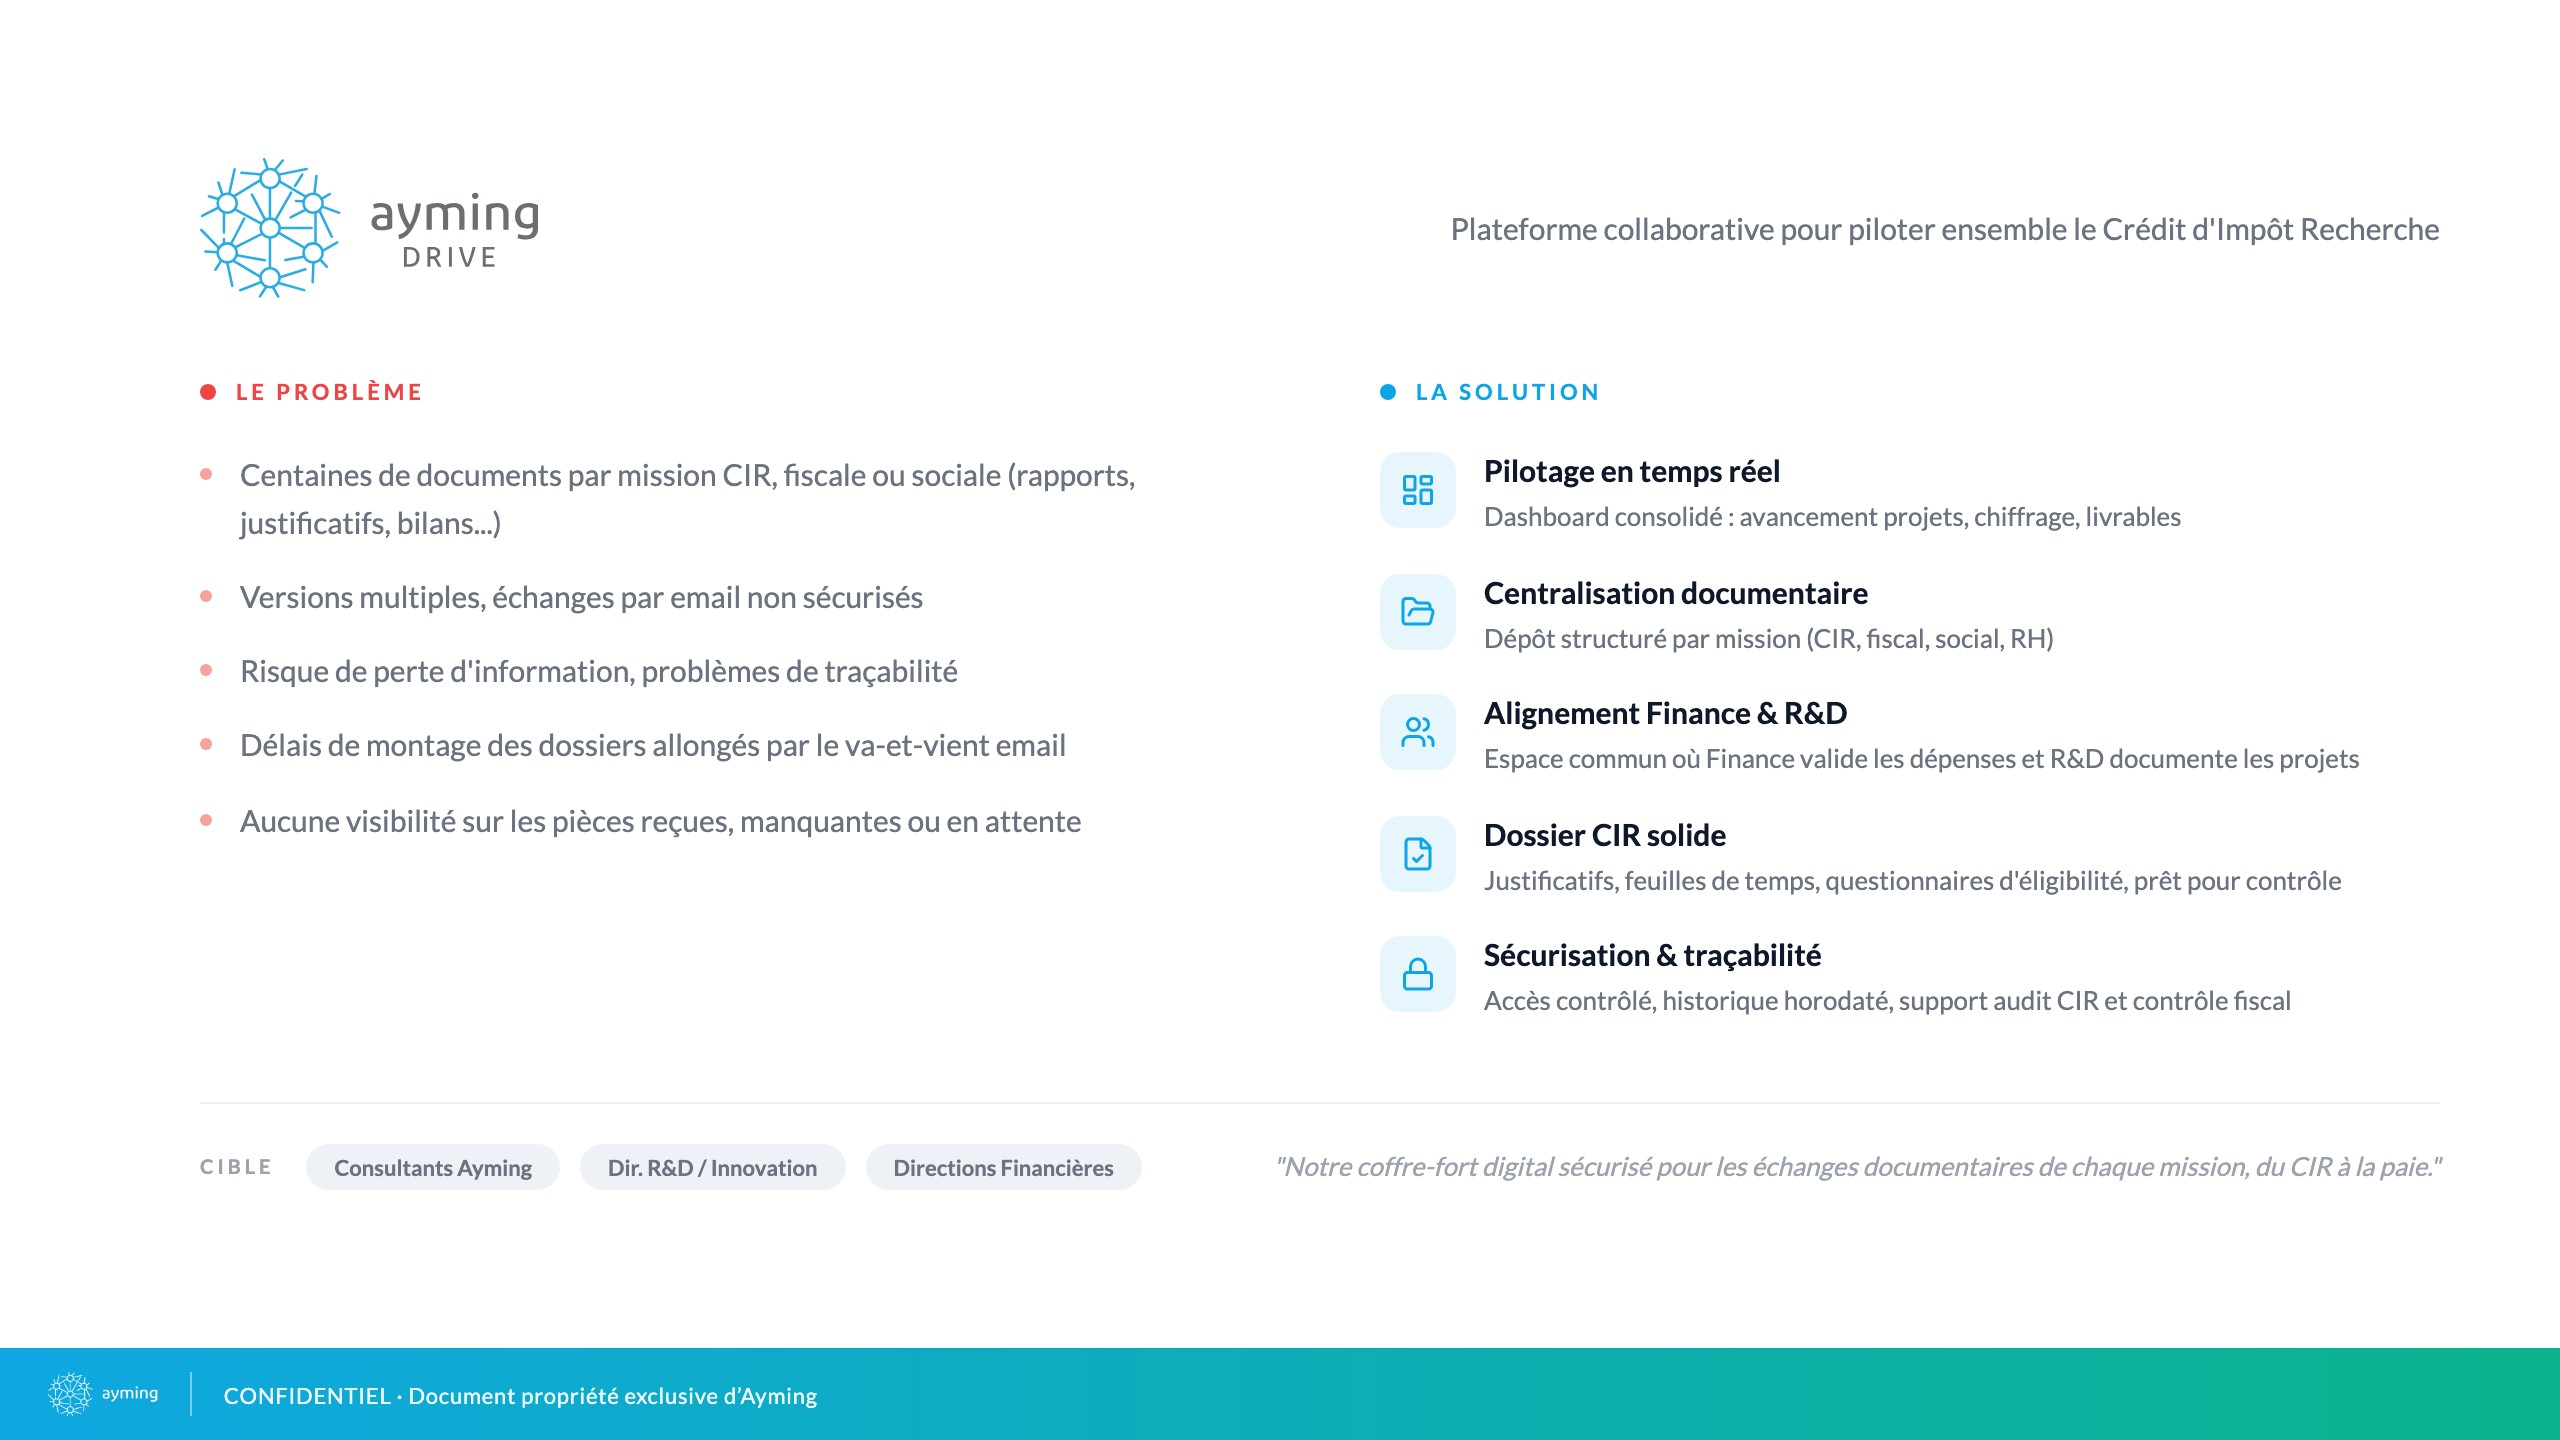 ayming
DRIVE
Plateforme collaborative pour piloter ensemble le Crédit d'Impôt Recherche
LE PROBLÈME
Centaines de documents par mission CIR, fiscale ou sociale (rapports,
justificatifs, bilans...)
Versions multiples, échanges par email non sécurisés
Risque de perte d'information, problèmes de traçabilité
Délais de montage des dossiers allongés par le va-et-vient email
Aucune visibilité sur les pièces reçues, manquantes ou en attente
LA SOLUTION
Pilotage en temps réel
Dashboard consolidé : avancement projets, chiffrage, livrables
Centralisation documentaire
Dépôt structuré par mission (CIR, fiscal, social, RH)
Alignement Finance & R&D
Espace commun où Finance valide les dépenses et R&D documente les projets
Dossier CIR solide
Justificatifs, feuilles de temps, questionnaires d'éligibilité, prêt pour contrôle
Sécurisation & traçabilité
Accès contrôlé, historique horodaté, support audit CIR et contrôle fiscal
CIBLE
Consultants Ayming
Dir. R&D / Innovation
Directions Financières
"Notre coffre-fort digital sécurisé pour les échanges documentaires de chaque mission, du CIR à la paie."
ayming
CONFIDENTIEL · Document propriété exclusive d’Ayming